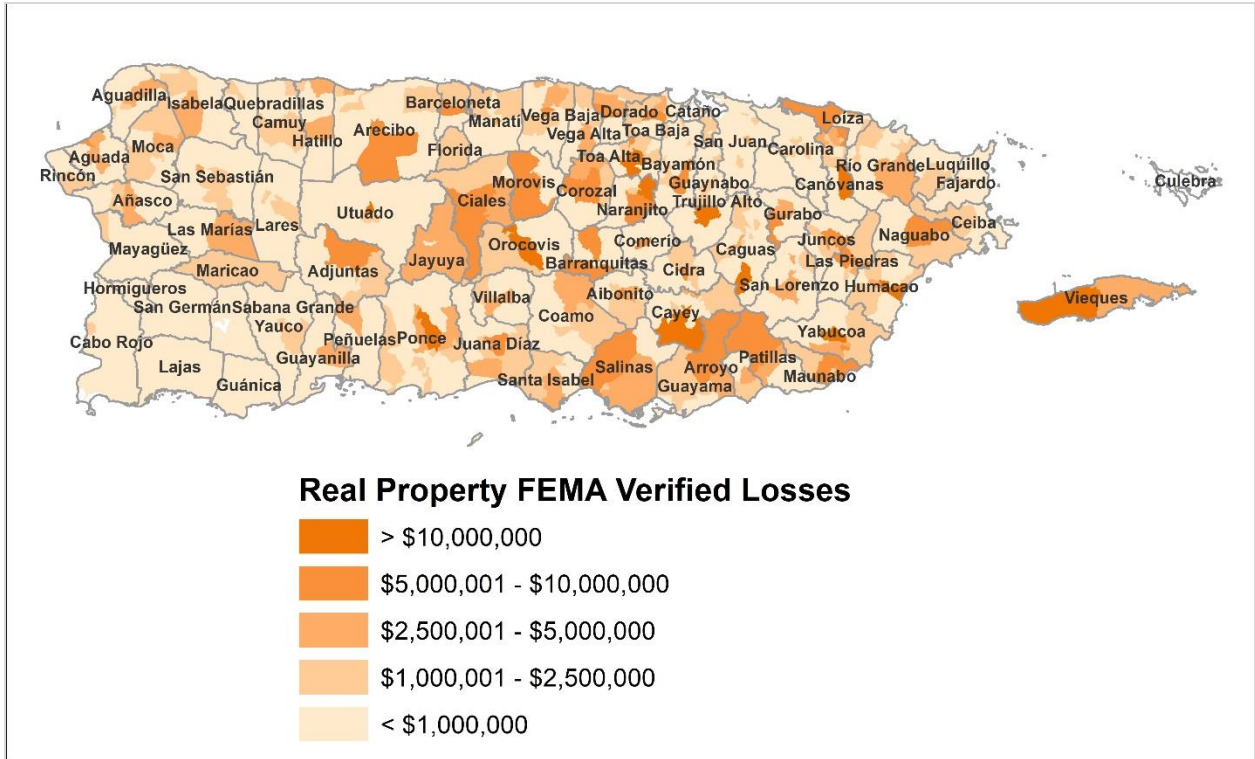 Aguadilla
Isabela
Quebradillas
Camuy
Hatillo
Arecibo
Barceloneta
Manatí
Vega Baja
Dorado
Cataño
Vega Alta
Toa Baja
San Juan
Carolina
Loíza
Aguada
Moca
Rincón
San Sebastián
Florida
Toa Alta
Bayamón
Guaynabo
Río Grande
Luquillo
Fajardo
Canóvanas
Culebra
Añasco
Las Marías
Lares
Utuado
Ciales
Morovis
Corozal
Naranjito
Trujillo Alto
Gurabo
Ceiba
Naguabo
Mayagüez
Maricao
Adjuntas
Jayuya
Orocovis
Barranquitas
Comerio
Cidra
Caguas
Juncos
Las Piedras
Hormigueros
San Germán
Sabana Grande
Yauco
Villalba
Coamo
Aibonito
Cayey
San Lorenzo
Humacao
Vieques
Cabo Rojo
Lajas
Guánica
Guayanilla
Peñuelas
Ponce
Juana Díaz
Santa Isabel
Salinas
Arroyo
Guayama
Patillas
Yabucoa
Maunabo
Real Property FEMA Verified Losses
> $10,000,000
$5,000,001 - $10,000,000
$2,500,001 - $5,000,000
$1,000,001 - $2,500,000
< $1,000,000